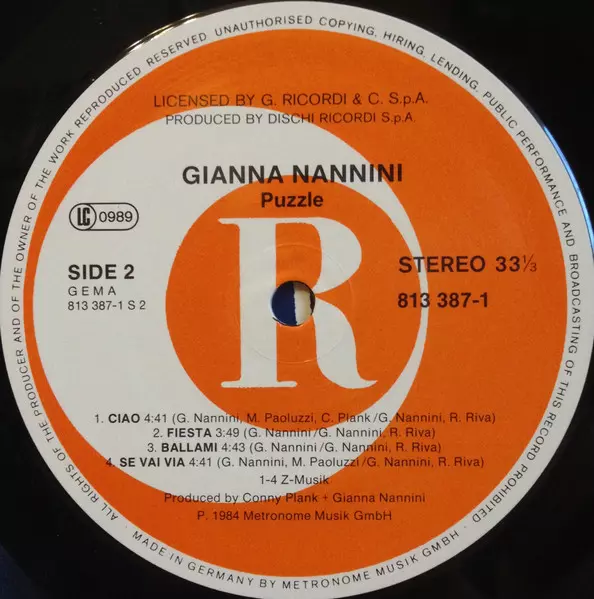 ALL RIGHTS OF THE PRODUCER AND OF THE OWNER OF THE WORK REPRODUCED RESERVED UNAUTHORISED COPYING, HIRING, LENDING, PUBLIC PERFORMANCE AND BROADCASTING OF THIS RECORD PROHIBITED
LICENSED BY G. RICORDI & C. S.p.A.
PRODUCED BY DISCHI RICORDI S.p.A.
GIANNA NANNINI
Puzzle
LC 0989
R
SIDE 2
STEREO 33 1/3
GEMA
813 387-1 S 2
813 387-1
1. CIAO 4:41 (G. Nannini, M. Paoluzzi, C. Plank/G. Nannini, R. Riva)
2. FIESTA 3:49 (G. Nannini/G. Nannini, R. Riva)
3. BALLAMI 4:43 (G. Nannini/G. Nannini, R. Riva)
4. SE VAI VIA 4:41 (G. Nannini, M. Paoluzzi/G. Nannini, R. Riva)
1-4 Z-Musik
Produced by Conny Plank + Gianna Nannini
P. 1984 Metronome Musik GmbH
· MADE IN GERMANY BY METRONOME MUSIK GMBH ·